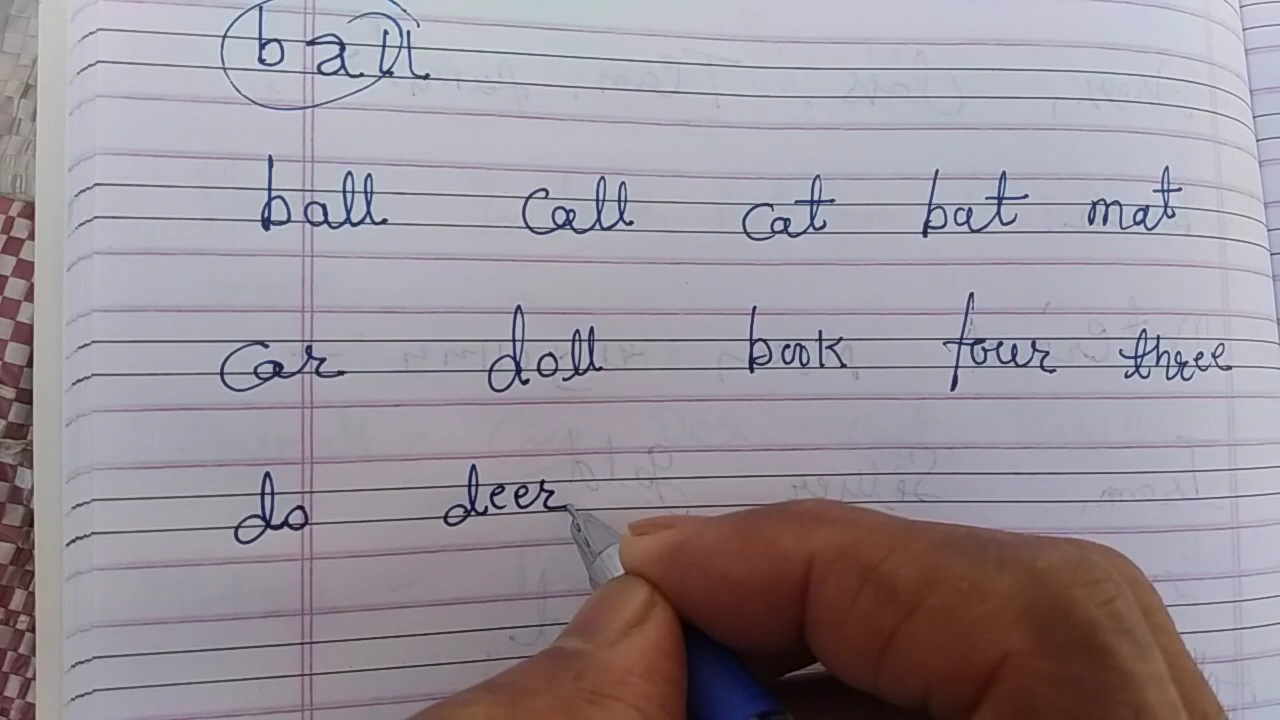 ball
ball call cat bat mat
car doll book four three
do deer